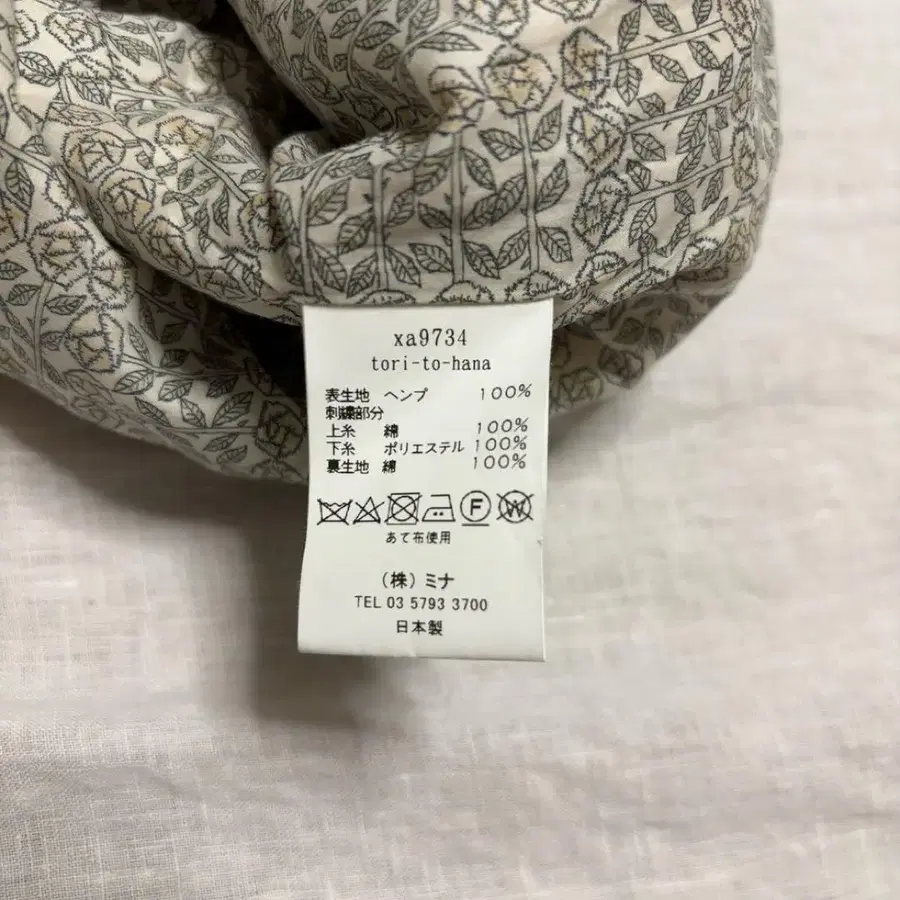 xa9734
tori-to-hana
表生地 ヘンプ 100%
刺繍部分
上糸 綿 100%
下糸 ポリエステル 100%
裏生地 綿 100%
F W
あて布使用
(株) ミナ
TEL 03 5793 3700
日本製